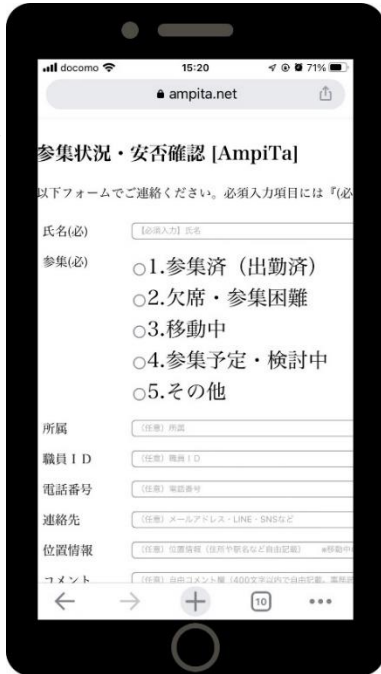 docomo 15:20 71%
ampita.net
参集状況・安否確認 [AmpiTa]
以下フォームでご連絡ください。必須入力項目には『(必
氏名(必) 【必須入力】氏名
参集(必) ○1.参集済（出勤済）
○2.欠席・参集困難
○3.移動中
○4.参集予定・検討中
○5.その他
所属 （任意）所属
職員ＩＤ （任意）職員ＩＤ
電話番号 （任意）電話番号
連絡先 （任意）メールアドレス・LINE・SNSなど
位置情報 （任意）位置情報（住所や駅名など自由記載） ※移動中
コメント （任意）自由コメント欄（400文字以内で自由記載。
10